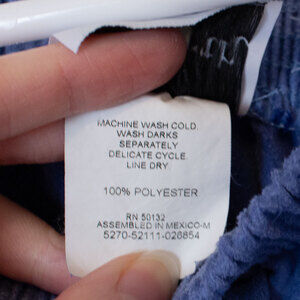 MACHINE WASH COLD.
WASH DARKS
SEPARATELY
DELICATE CYCLE.
LINE DRY.
100% POLYESTER
RN 50132
ASSEMBLED IN MEXICO-M
5270-52111-028854